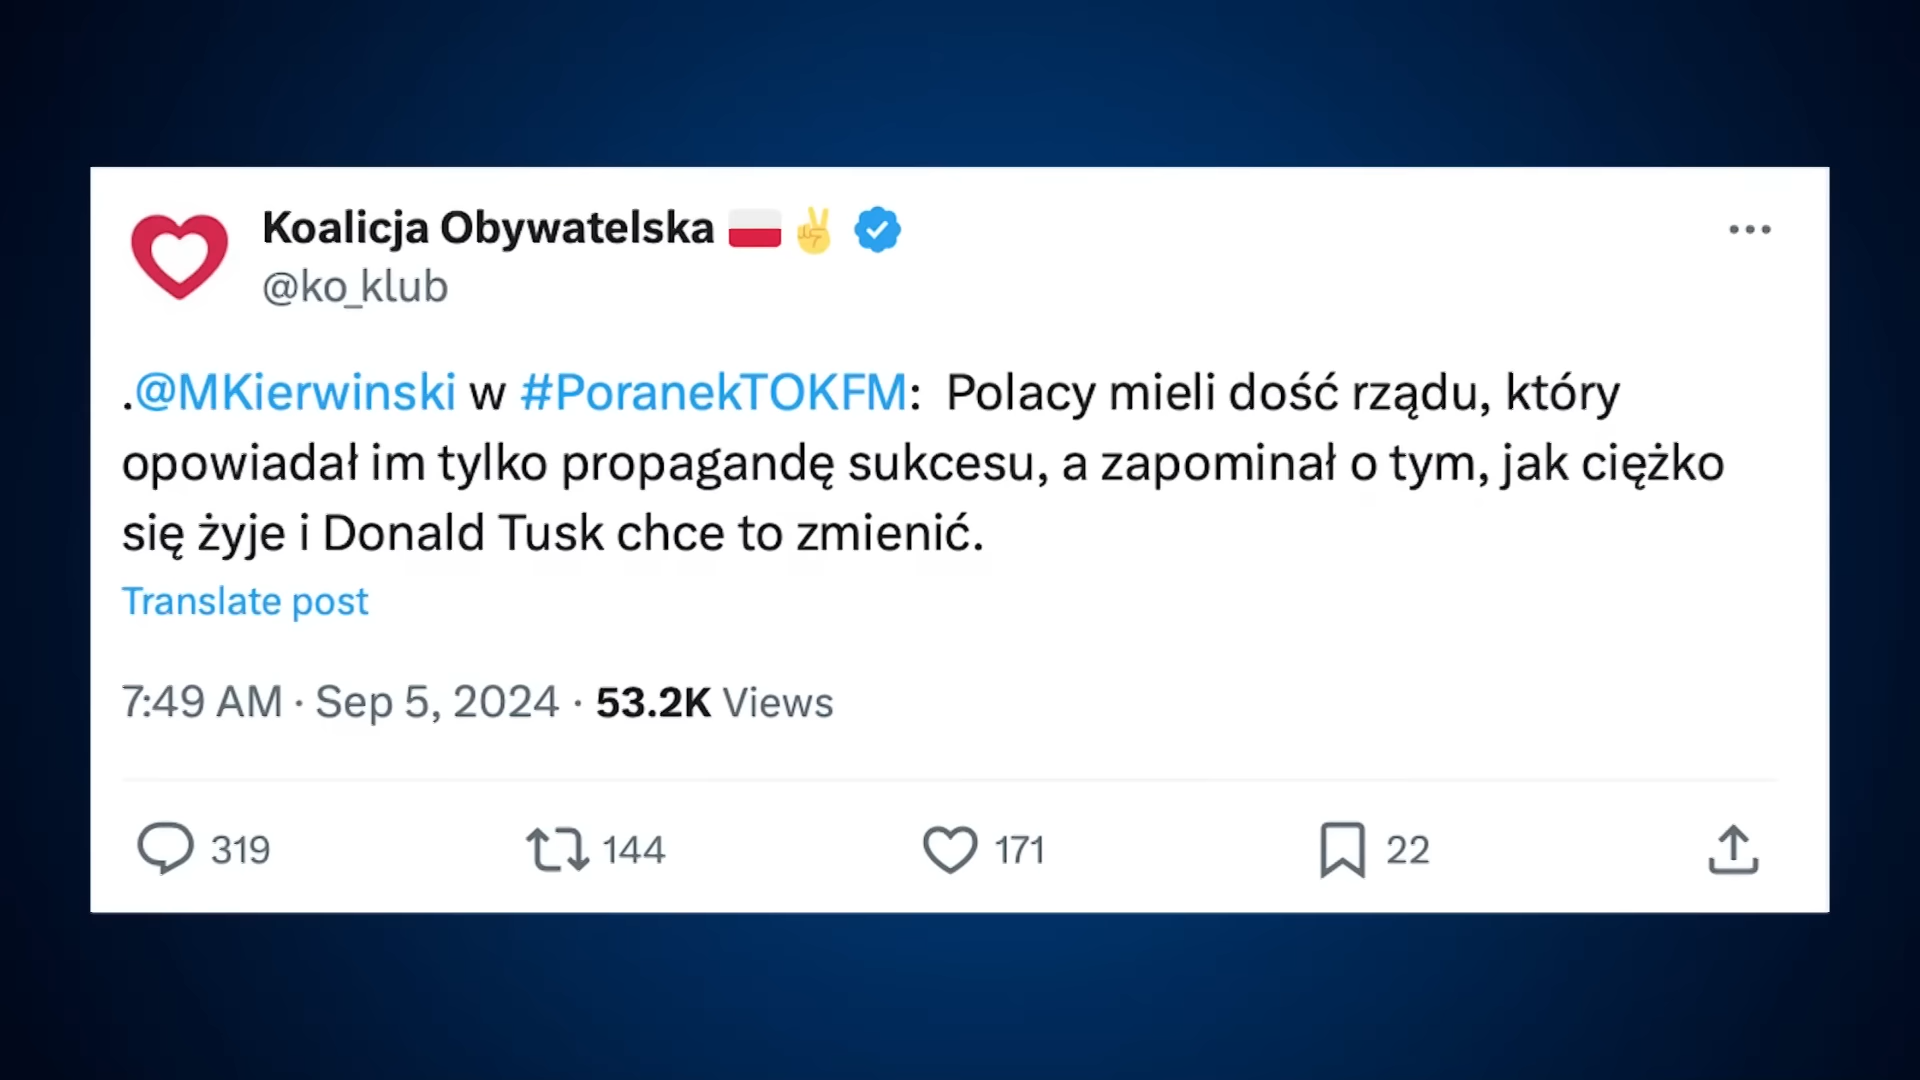 Koalicja Obywatelska 🇵🇱✌️
@ko_klub
.@MKierwinski w #PoranekTOKFM: Polacy mieli dość rządu, który
opowiadał im tylko propagandę sukcesu, a zapominał o tym, jak ciężko
się żyje i Donald Tusk chce to zmienić.
Translate post
7:49 AM · Sep 5, 2024 · 53.2K Views
319 144 171 22